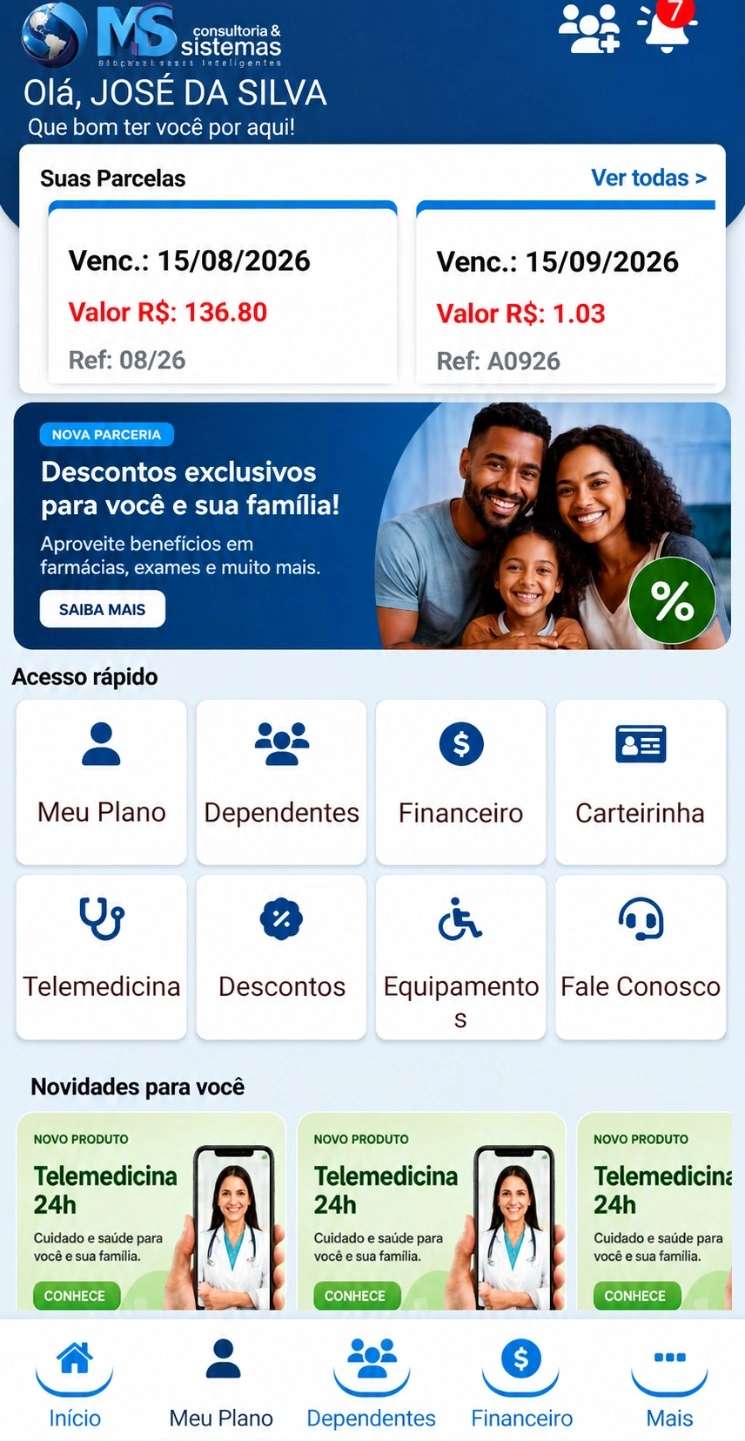 MS consultoria &
sistemas
7
Olá, JOSÉ DA SILVA
Que bom ter você por aqui!
Suas Parcelas
Ver todas >
Venc.: 15/08/2026
Valor R$: 136.80
Ref: 08/26
Venc.: 15/09/2026
Valor R$: 1.03
Ref: A0926
NOVA PARCERIA
Descontos exclusivos
para você e sua família!
Aproveite benefícios em
farmácias, exames e muito mais.
SAIBA MAIS
%
Acesso rápido
Meu Plano
Dependentes
Financeiro
Carteirinha
Telemedicina
Descontos
Equipamento
s
Fale Conosco
Novidades para você
NOVO PRODUTO
Telemedicina
24h
Cuidado e saúde para
você e sua família.
CONHECE
NOVO PRODUTO
Telemedicina
24h
Cuidado e saúde para
você e sua família.
CONHECE
NOVO PRODUTO
Telemedicina
24h
Cuidado e saúde para
você e sua família.
CONHECE
Início
Meu Plano
Dependentes
Financeiro
Mais